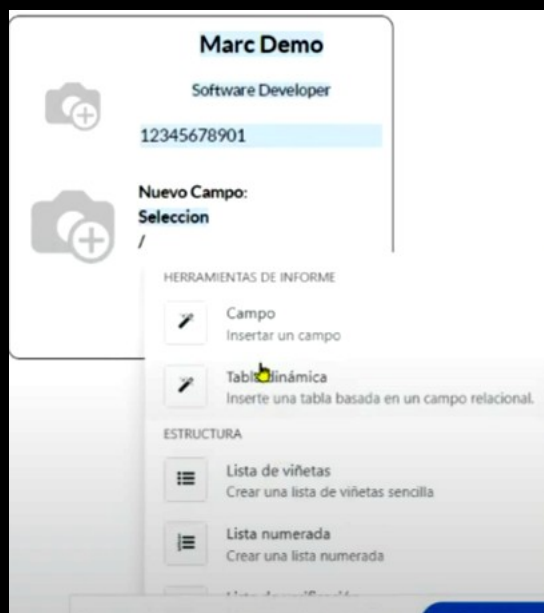 Marc Demo
Software Developer
12345678901
Nuevo Campo:
Seleccion
/
HERRAMIENTAS DE INFORME
Campo
Insertar un campo
Tabla dinámica
Inserte una tabla basada en un campo relacional.
ESTRUCTURA
Lista de viñetas
Crear una lista de viñetas sencilla
Lista numerada
Crear una lista numerada